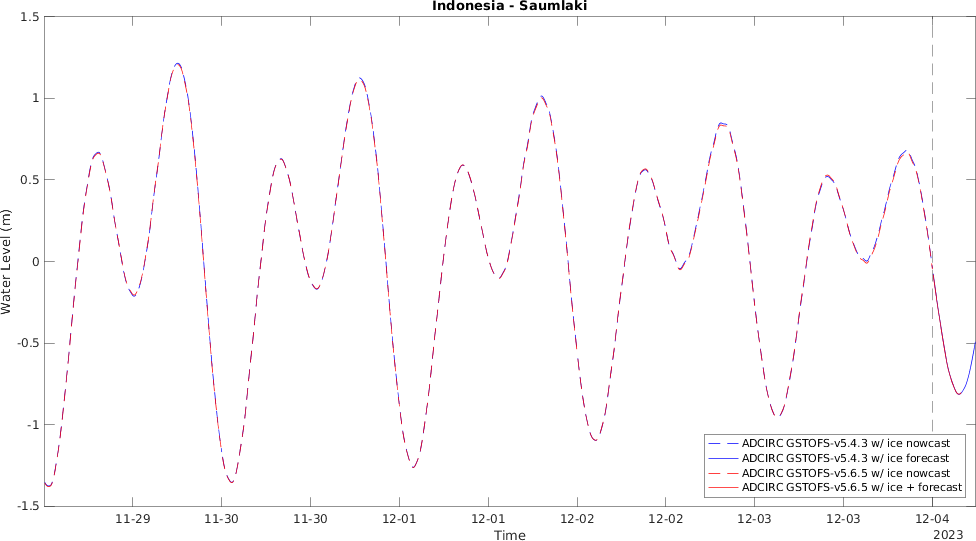 Indonesia - Saumlaki
1.5
1
0.5
0
-0.5
-1
-1.5
Water Level (m)
11-29
11-30
11-30
12-01
12-01
12-02
12-02
12-03
12-03
12-04
2023
Time
ADCIRC GSTOFS-v5.4.3 w/ ice nowcast
ADCIRC GSTOFS-v5.4.3 w/ ice forecast
ADCIRC GSTOFS-v5.6.5 w/ ice nowcast
ADCIRC GSTOFS-v5.6.5 w/ ice + forecast